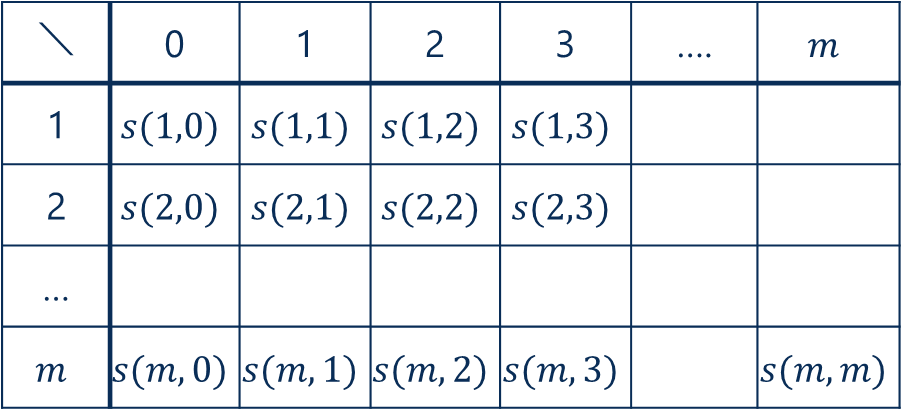 \ 0 1 2 3 .... m
1 s(1,0) s(1,1) s(1,2) s(1,3)
2 s(2,0) s(2,1) s(2,2) s(2,3)
...
m s(m, 0) s(m, 1) s(m, 2) s(m, 3) s(m, m)